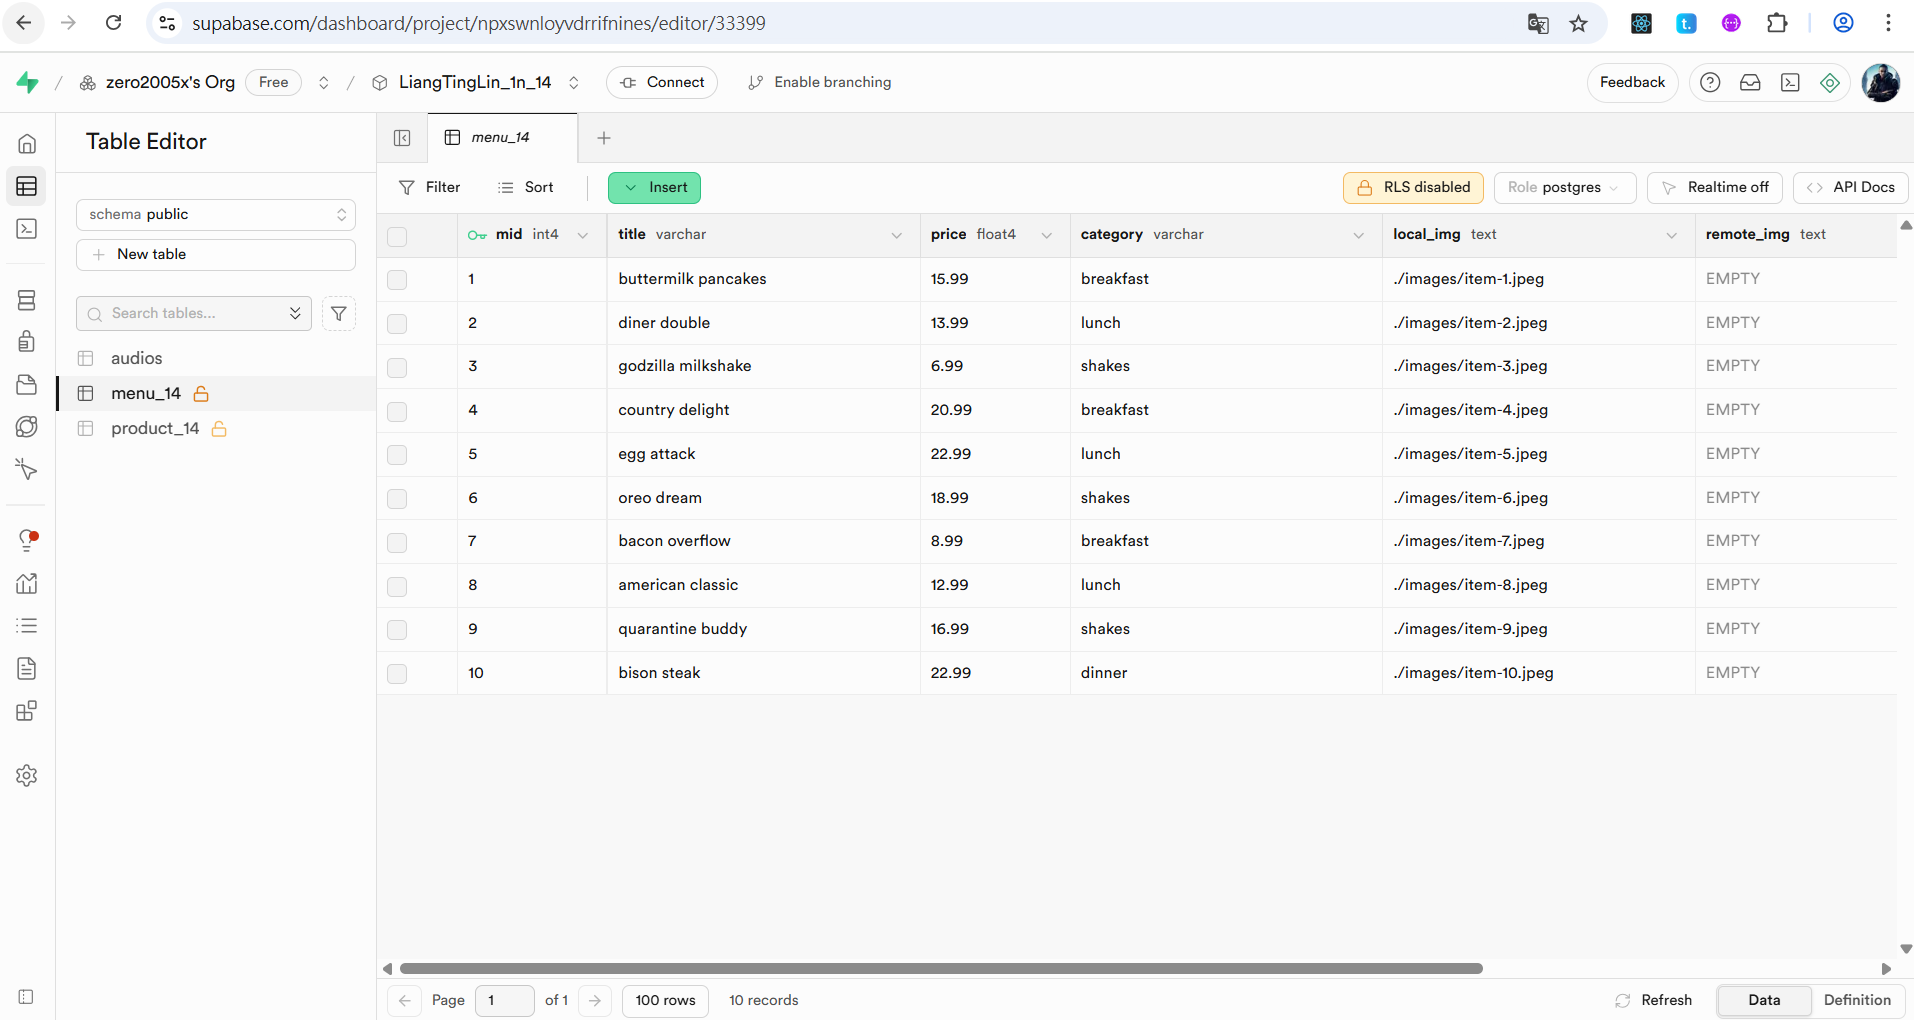 supabase.com/dashboard/project/npxswnloyvdrrifnines/editor/33399
t.
/ zero2005x's Org Free / LiangTingLin_1n_14 Connect Enable branching Feedback
Table Editor
schema public
New table
Search tables...
audios
menu_14
product_14
menu_14
Filter Sort Insert RLS disabled Role postgres Realtime off API Docs
mid int4 title varchar price float4 category varchar local_img text remote_img text
1 buttermilk pancakes 15.99 breakfast ./images/item-1.jpeg EMPTY
2 diner double 13.99 lunch ./images/item-2.jpeg EMPTY
3 godzilla milkshake 6.99 shakes ./images/item-3.jpeg EMPTY
4 country delight 20.99 breakfast ./images/item-4.jpeg EMPTY
5 egg attack 22.99 lunch ./images/item-5.jpeg EMPTY
6 oreo dream 18.99 shakes ./images/item-6.jpeg EMPTY
7 bacon overflow 8.99 breakfast ./images/item-7.jpeg EMPTY
8 american classic 12.99 lunch ./images/item-8.jpeg EMPTY
9 quarantine buddy 16.99 shakes ./images/item-9.jpeg EMPTY
10 bison steak 22.99 dinner ./images/item-10.jpeg EMPTY
Page 1 of 1 100 rows 10 records Refresh Data Definition